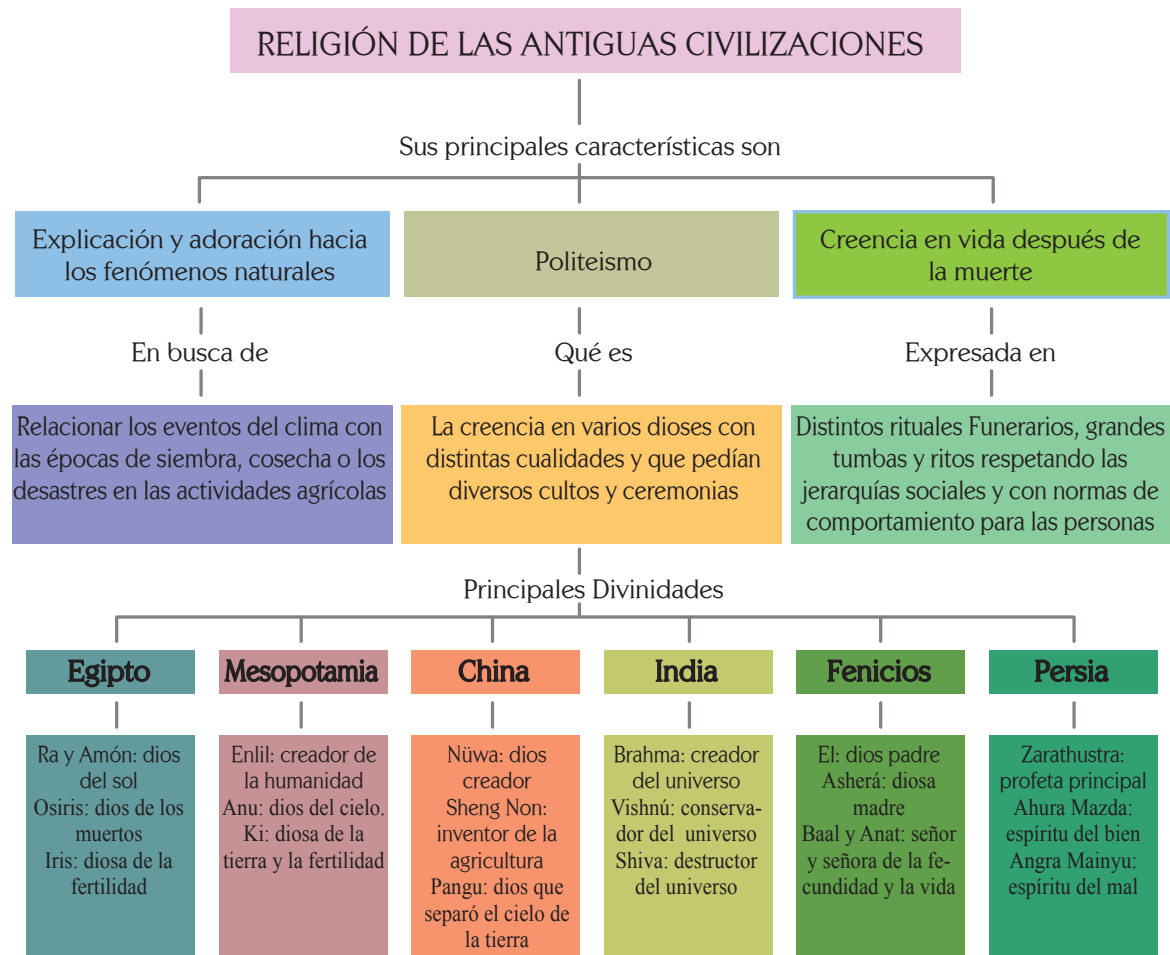 RELIGIÓN DE LAS ANTIGUAS CIVILIZACIONES
Sus principales características son
Explicación y adoración hacia
los fenómenos naturales
Politeismo
Creencia en vida después de
la muerte
En busca de
Qué es
Expresada en
Relacionar los eventos del clima con
las épocas de siembra, cosecha o los
desastres en las actividades agrícolas
La creencia en varios dioses con
distintas cualidades y que pedían
diversos cultos y ceremonias
Distintos rituales Funerarios, grandes
tumbas y ritos respetando las
jerarquías sociales y con normas de
comportamiento para las personas
Principales Divinidades
Egipto
Mesopotamia
China
India
Fenicios
Persia
Ra y Amón: dios
del sol
Osiris: dios de los
muertos
Iris: diosa de la
fertilidad
Enlil: creador de
la humanidad
Anu: dios del cielo.
Ki: diosa de la
tierra y la fertilidad
Nüwa: dios
creador
Sheng Non:
inventor de la
agricultura
Pangu: dios que
separó el cielo de
la tierra
Brahma: creador
del universo
Vishnú: conserva-
dor del universo
Shiva: destructor
del universo
El: dios padre
Asherá: diosa
madre
Baal y Anat: señor
y señora de la fe-
cundidad y la vida
Zarathustra:
profeta principal
Ahura Mazda:
espíritu del bien
Angra Mainyu:
espíritu del mal